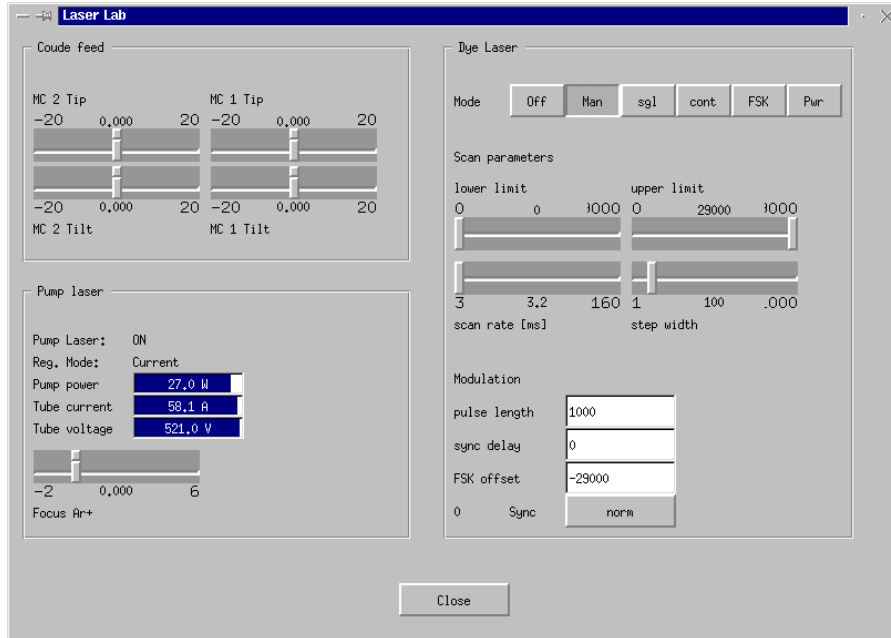 Laser Lab
Coude feed
MC 2 Tip MC 1 Tip
-20 0.000 20 -20 0.000 20
-20 0.000 20 -20 0.000 20
MC 2 Tilt MC 1 Tilt
Pump laser
Pump Laser: ON
Reg. Mode: Current
Pump power 27.0 W
Tube current 58.1 A
Tube voltage 521.0 V
-2 0.000 6
Focus Ar+
Dye Laser
Mode Off Man sgl cont FSK Pwr
Scan parameters
lower limit upper limit
0 0 000 0 29000 000
3 3.2 160 1 100 .000
scan rate [ms] step width
Modulation
pulse length 1000
sync delay 0
FSK offset -29000
0 Sync norm
Close